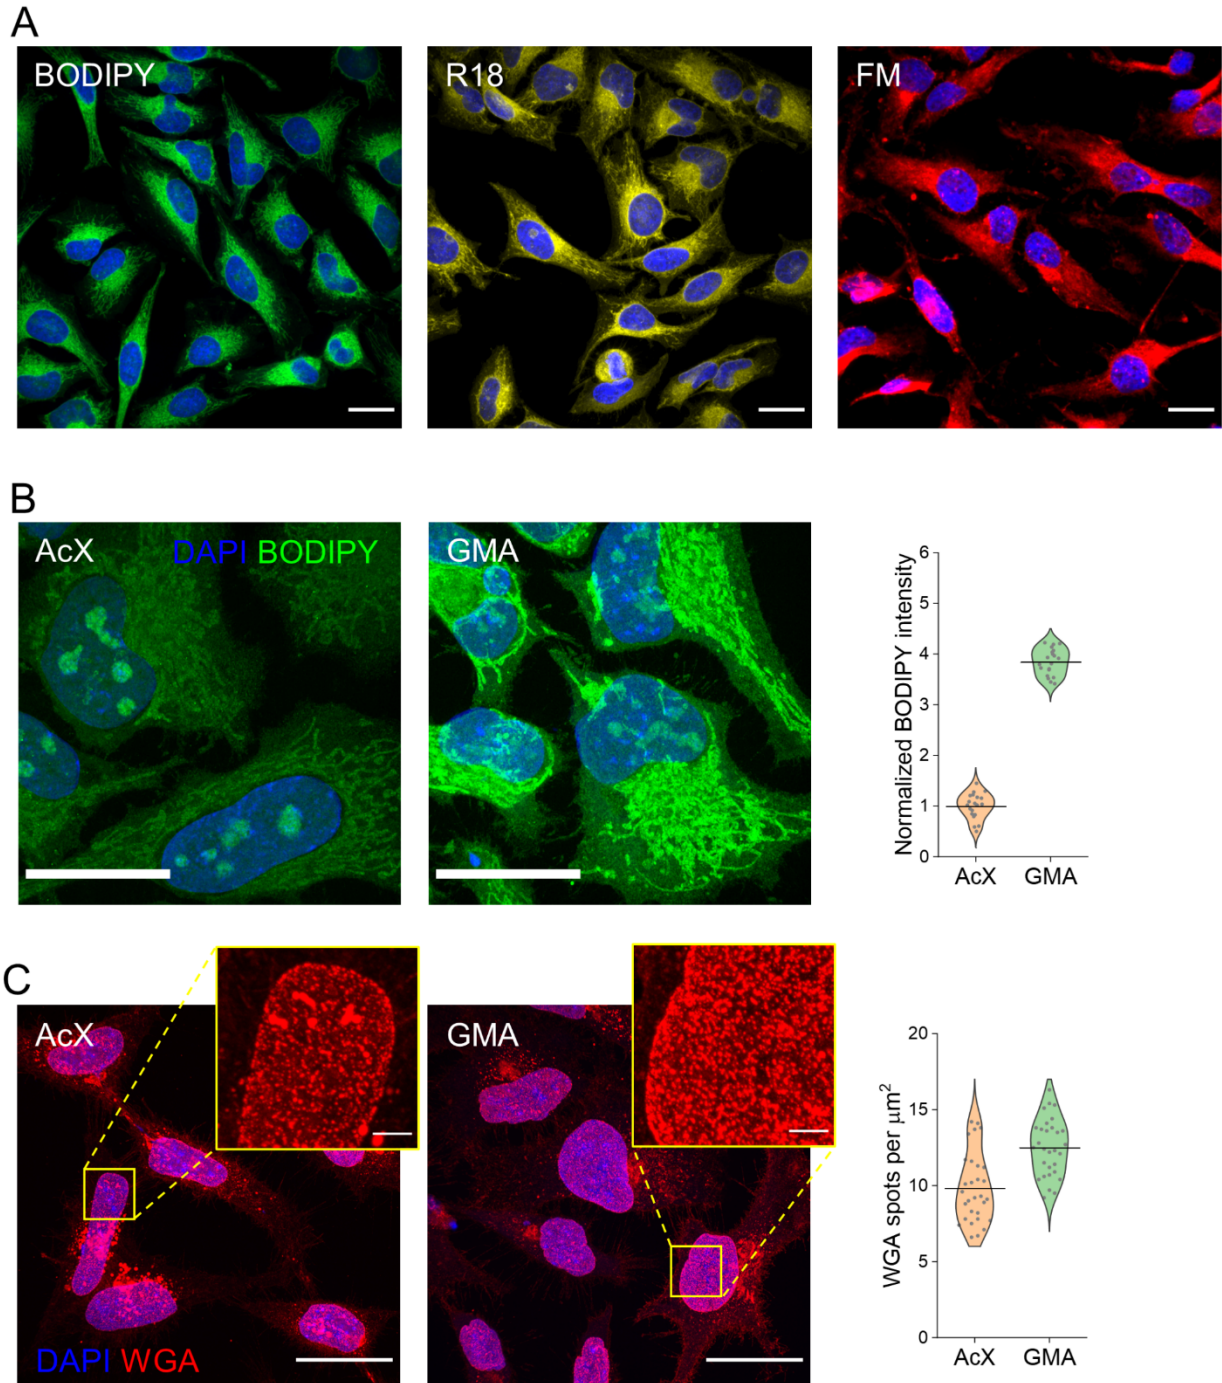 A
BODIPY
R18
FM
B
AcX
DAPI BODIPY
GMA
Normalized BODIPY intensity
6
5
4
3
2
1
0
AcX
GMA
C
AcX
DAPI WGA
GMA
WGA spots per μm²
20
15
10
5
0
AcX
GMA